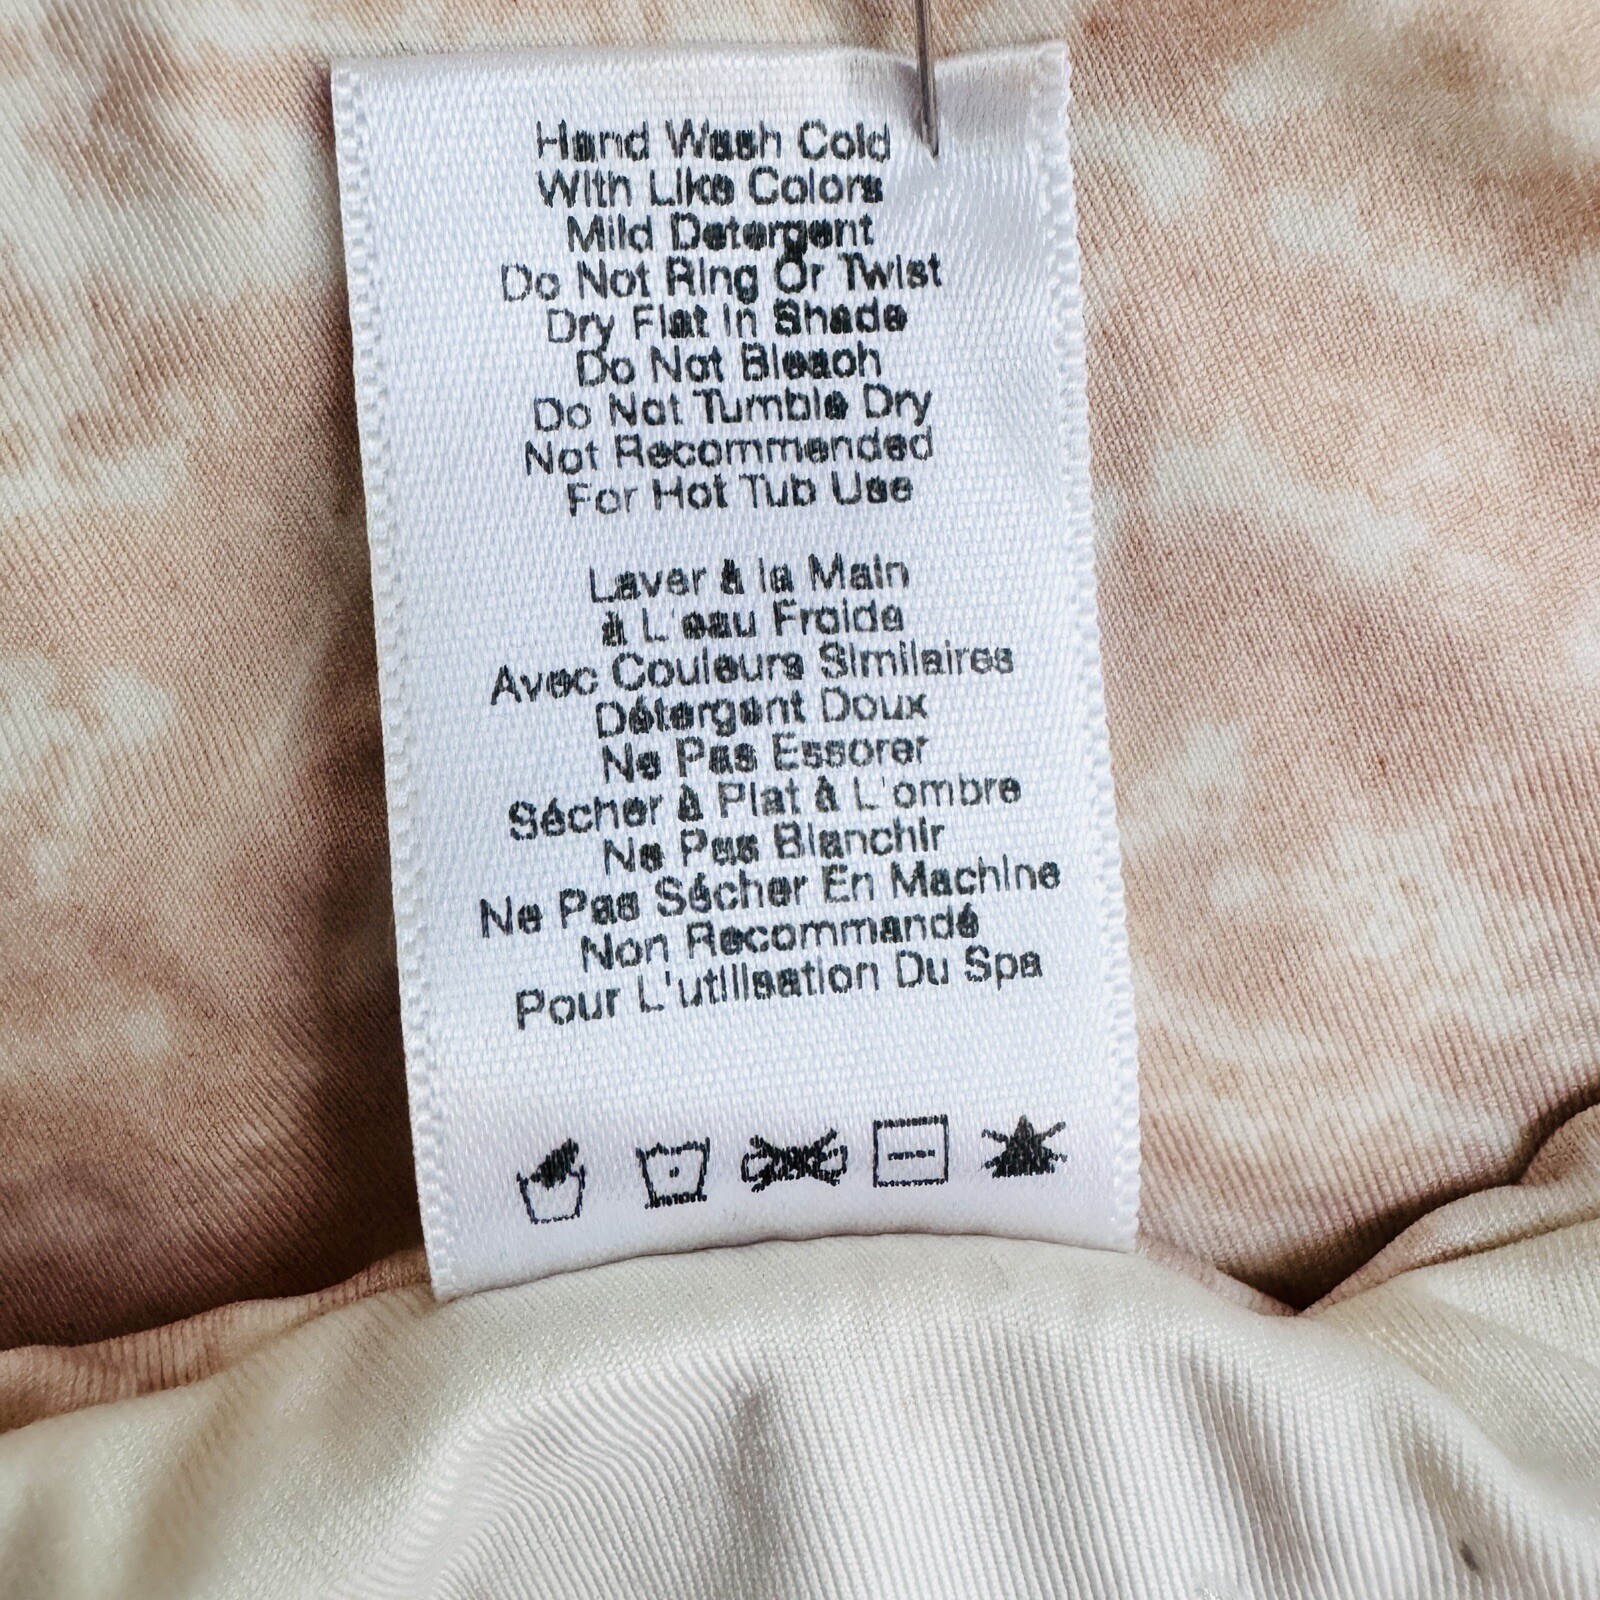 Hand Wash Cold
With Like Colors
Mild Detergent
Do Not Ring Or Twist
Dry Flat In Shade
Do Not Bleach
Do Not Tumble Dry
Not Recommended
For Hot Tub Use
Laver à la Main
à L'eau Froide
Avec Couleurs Similaires
Détergent Doux
Ne Pas Essorer
Sécher à Plat à L'ombre
Ne Pas Blanchir
Ne Pas Sécher En Machine
Non Recommandé
Pour L'utilisation Du Spa